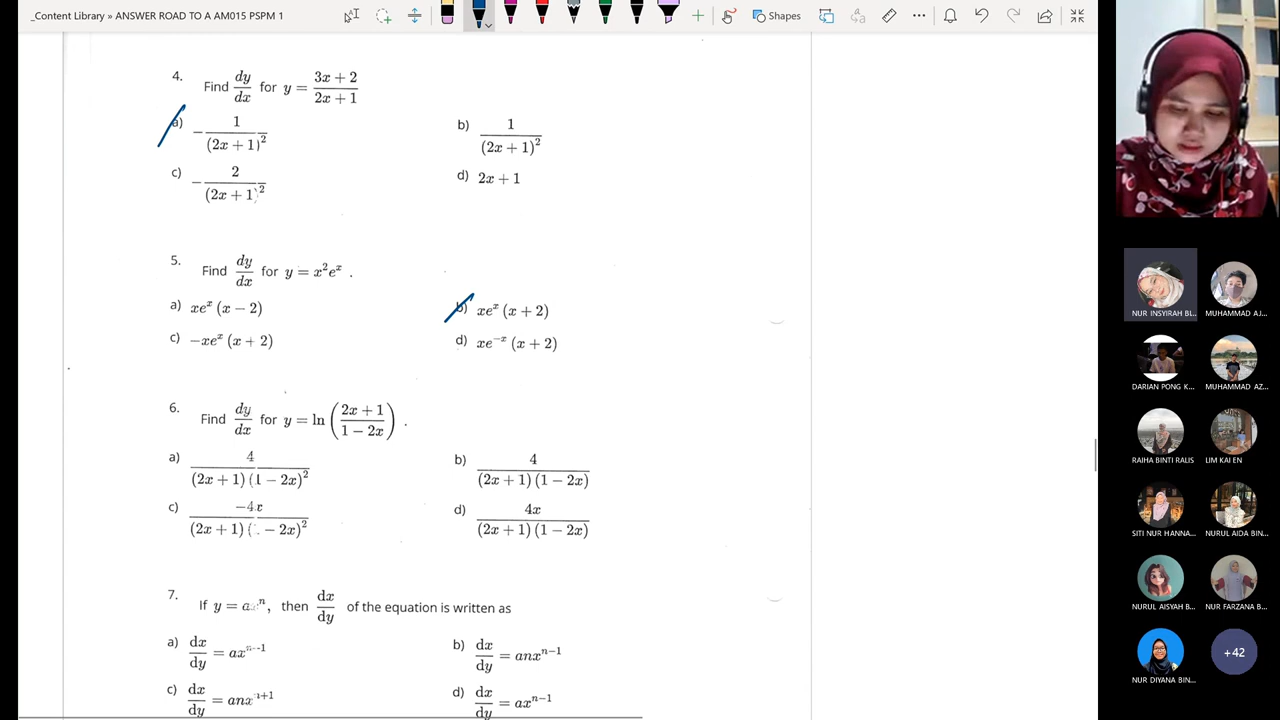 _Content Library » ANSWER ROAD TO A AM015 PSPM 1
Shapes
4. Find dy/dx for y = (3x + 2)/(2x + 1)
a) −1/(2x + 1)²
b) 1/(2x + 1)²
c) −2/(2x + 1)²
d) 2x + 1
5. Find dy/dx for y = x²eˣ .
a) xeˣ (x − 2)
b) xeˣ (x + 2)
c) −xeˣ (x + 2)
d) xe⁻ˣ (x + 2)
6. Find dy/dx for y = ln((2x + 1)/(1 − 2x)) .
a) 4/((2x + 1)(1 − 2x)²)
b) 4/((2x + 1)(1 − 2x))
c) −4x/((2x + 1)( − 2x)²)
d) 4x/((2x + 1)(1 − 2x))
7. If y = axⁿ, then dx/dy of the equation is written as
a) dx/dy = axⁿ⁻¹
b) dx/dy = anxⁿ⁻¹
c) dx/dy = anxⁿ⁺¹
d) dx/dy = axⁿ⁻¹
NUR INSYIRAH BI...
MUHAMMAD AJ...
DARIAN PONG K...
MUHAMMAD AZ...
RAIHA BINTI RALIS
LIM KAI EN
SITI NUR HANNA...
NURUL AIDA BIN...
NURUL AISYAH B...
NUR FARZANA B...
NUR DIYANA BIN...
+42